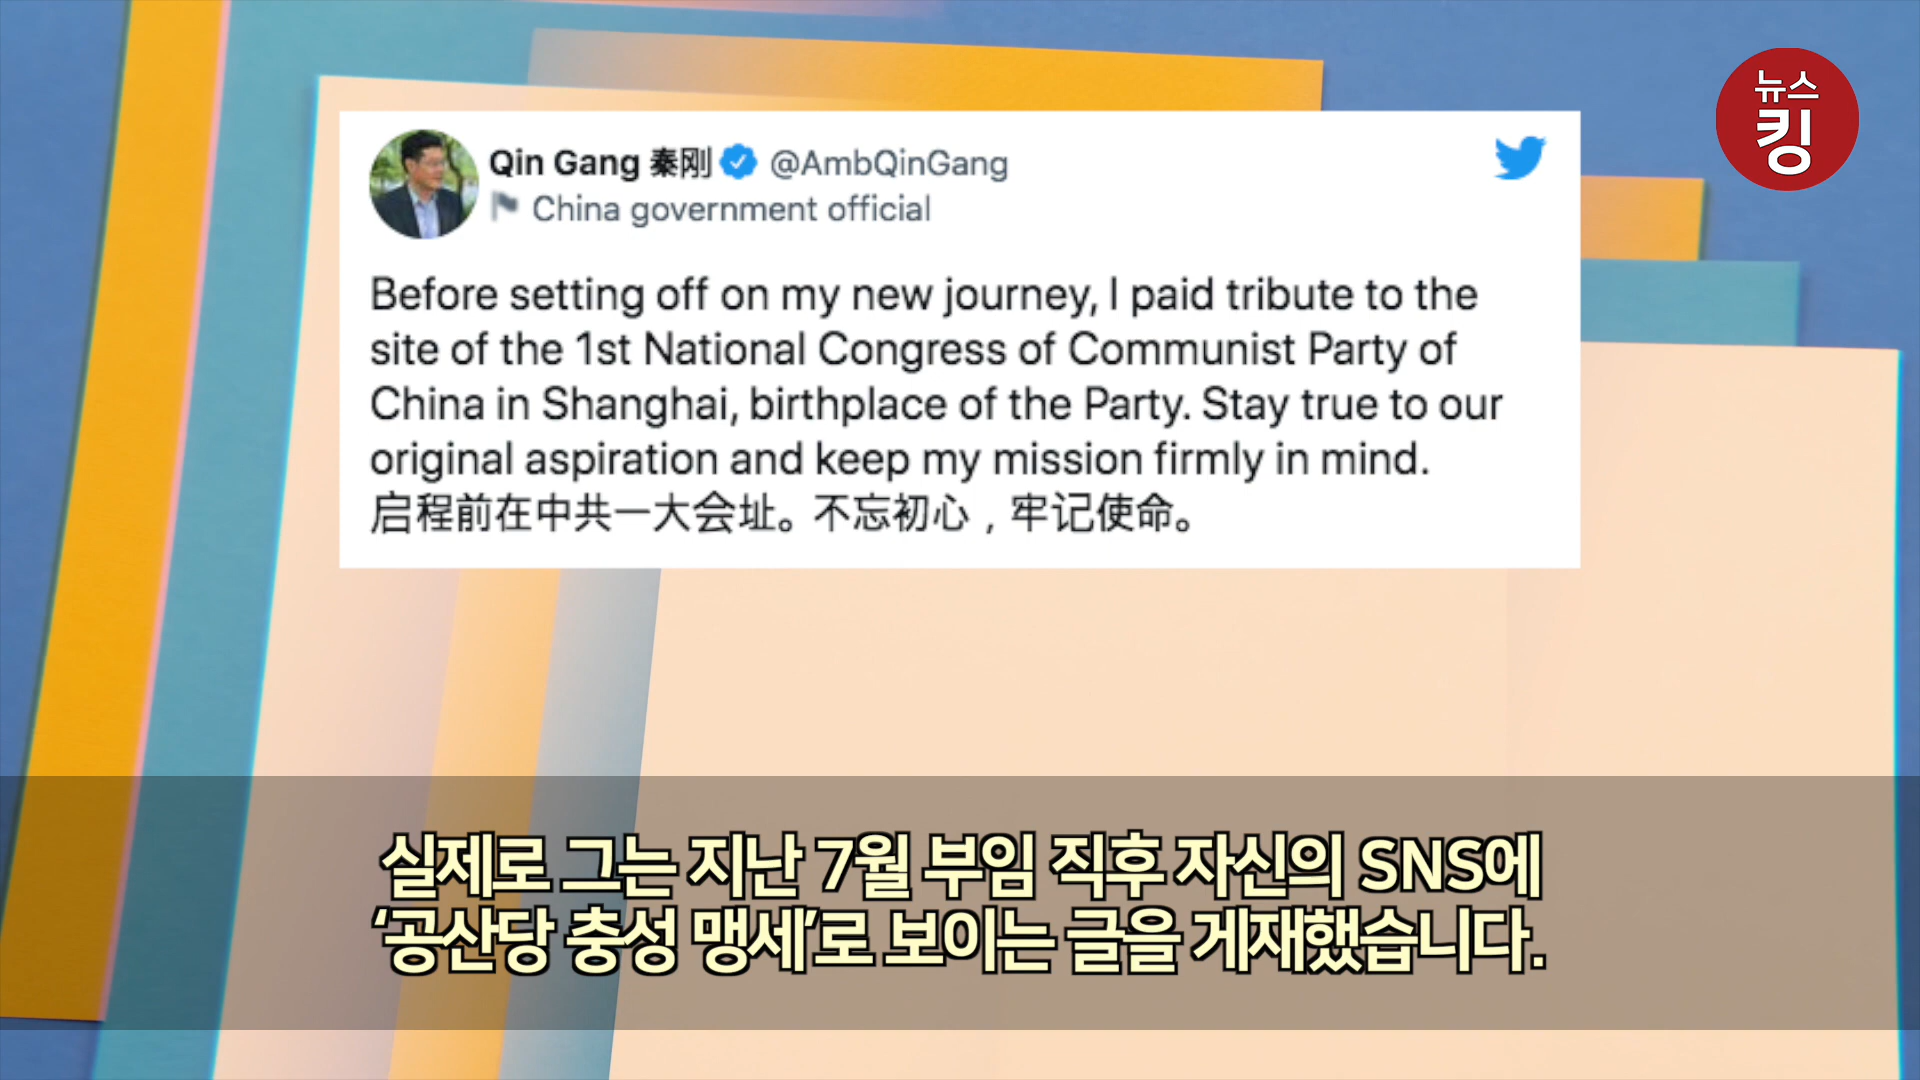 뉴스
킹
Qin Gang 秦刚 @AmbQinGang
China government official
Before setting off on my new journey, I paid tribute to the
site of the 1st National Congress of Communist Party of
China in Shanghai, birthplace of the Party. Stay true to our
original aspiration and keep my mission firmly in mind.
启程前在中共一大会址。不忘初心，牢记使命。
실제로 그는 지난 7월 부임 직후 자신의 SNS에
‘공산당 충성 맹세’로 보이는 글을 게재했습니다.